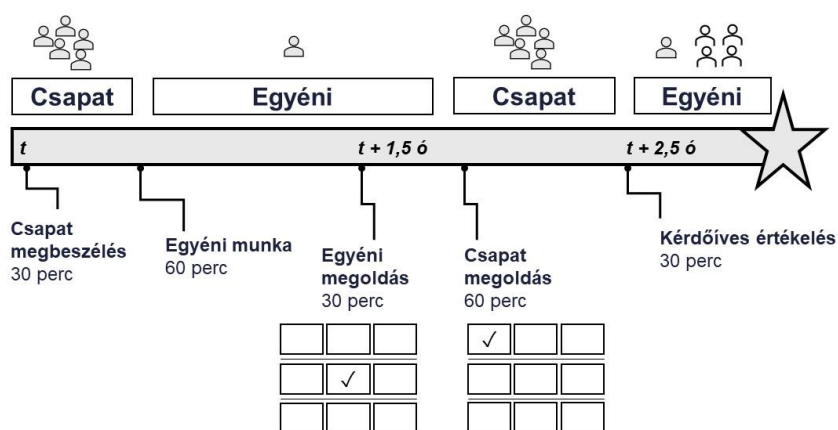 Csapat
Egyéni
Csapat
Egyéni
t
t + 1,5 ó
t + 2,5 ó
Csapat
megbeszélés
30 perc
Egyéni munka
60 perc
Egyéni
megoldás
30 perc
Csapat
megoldás
60 perc
Kérdőíves értékelés
30 perc